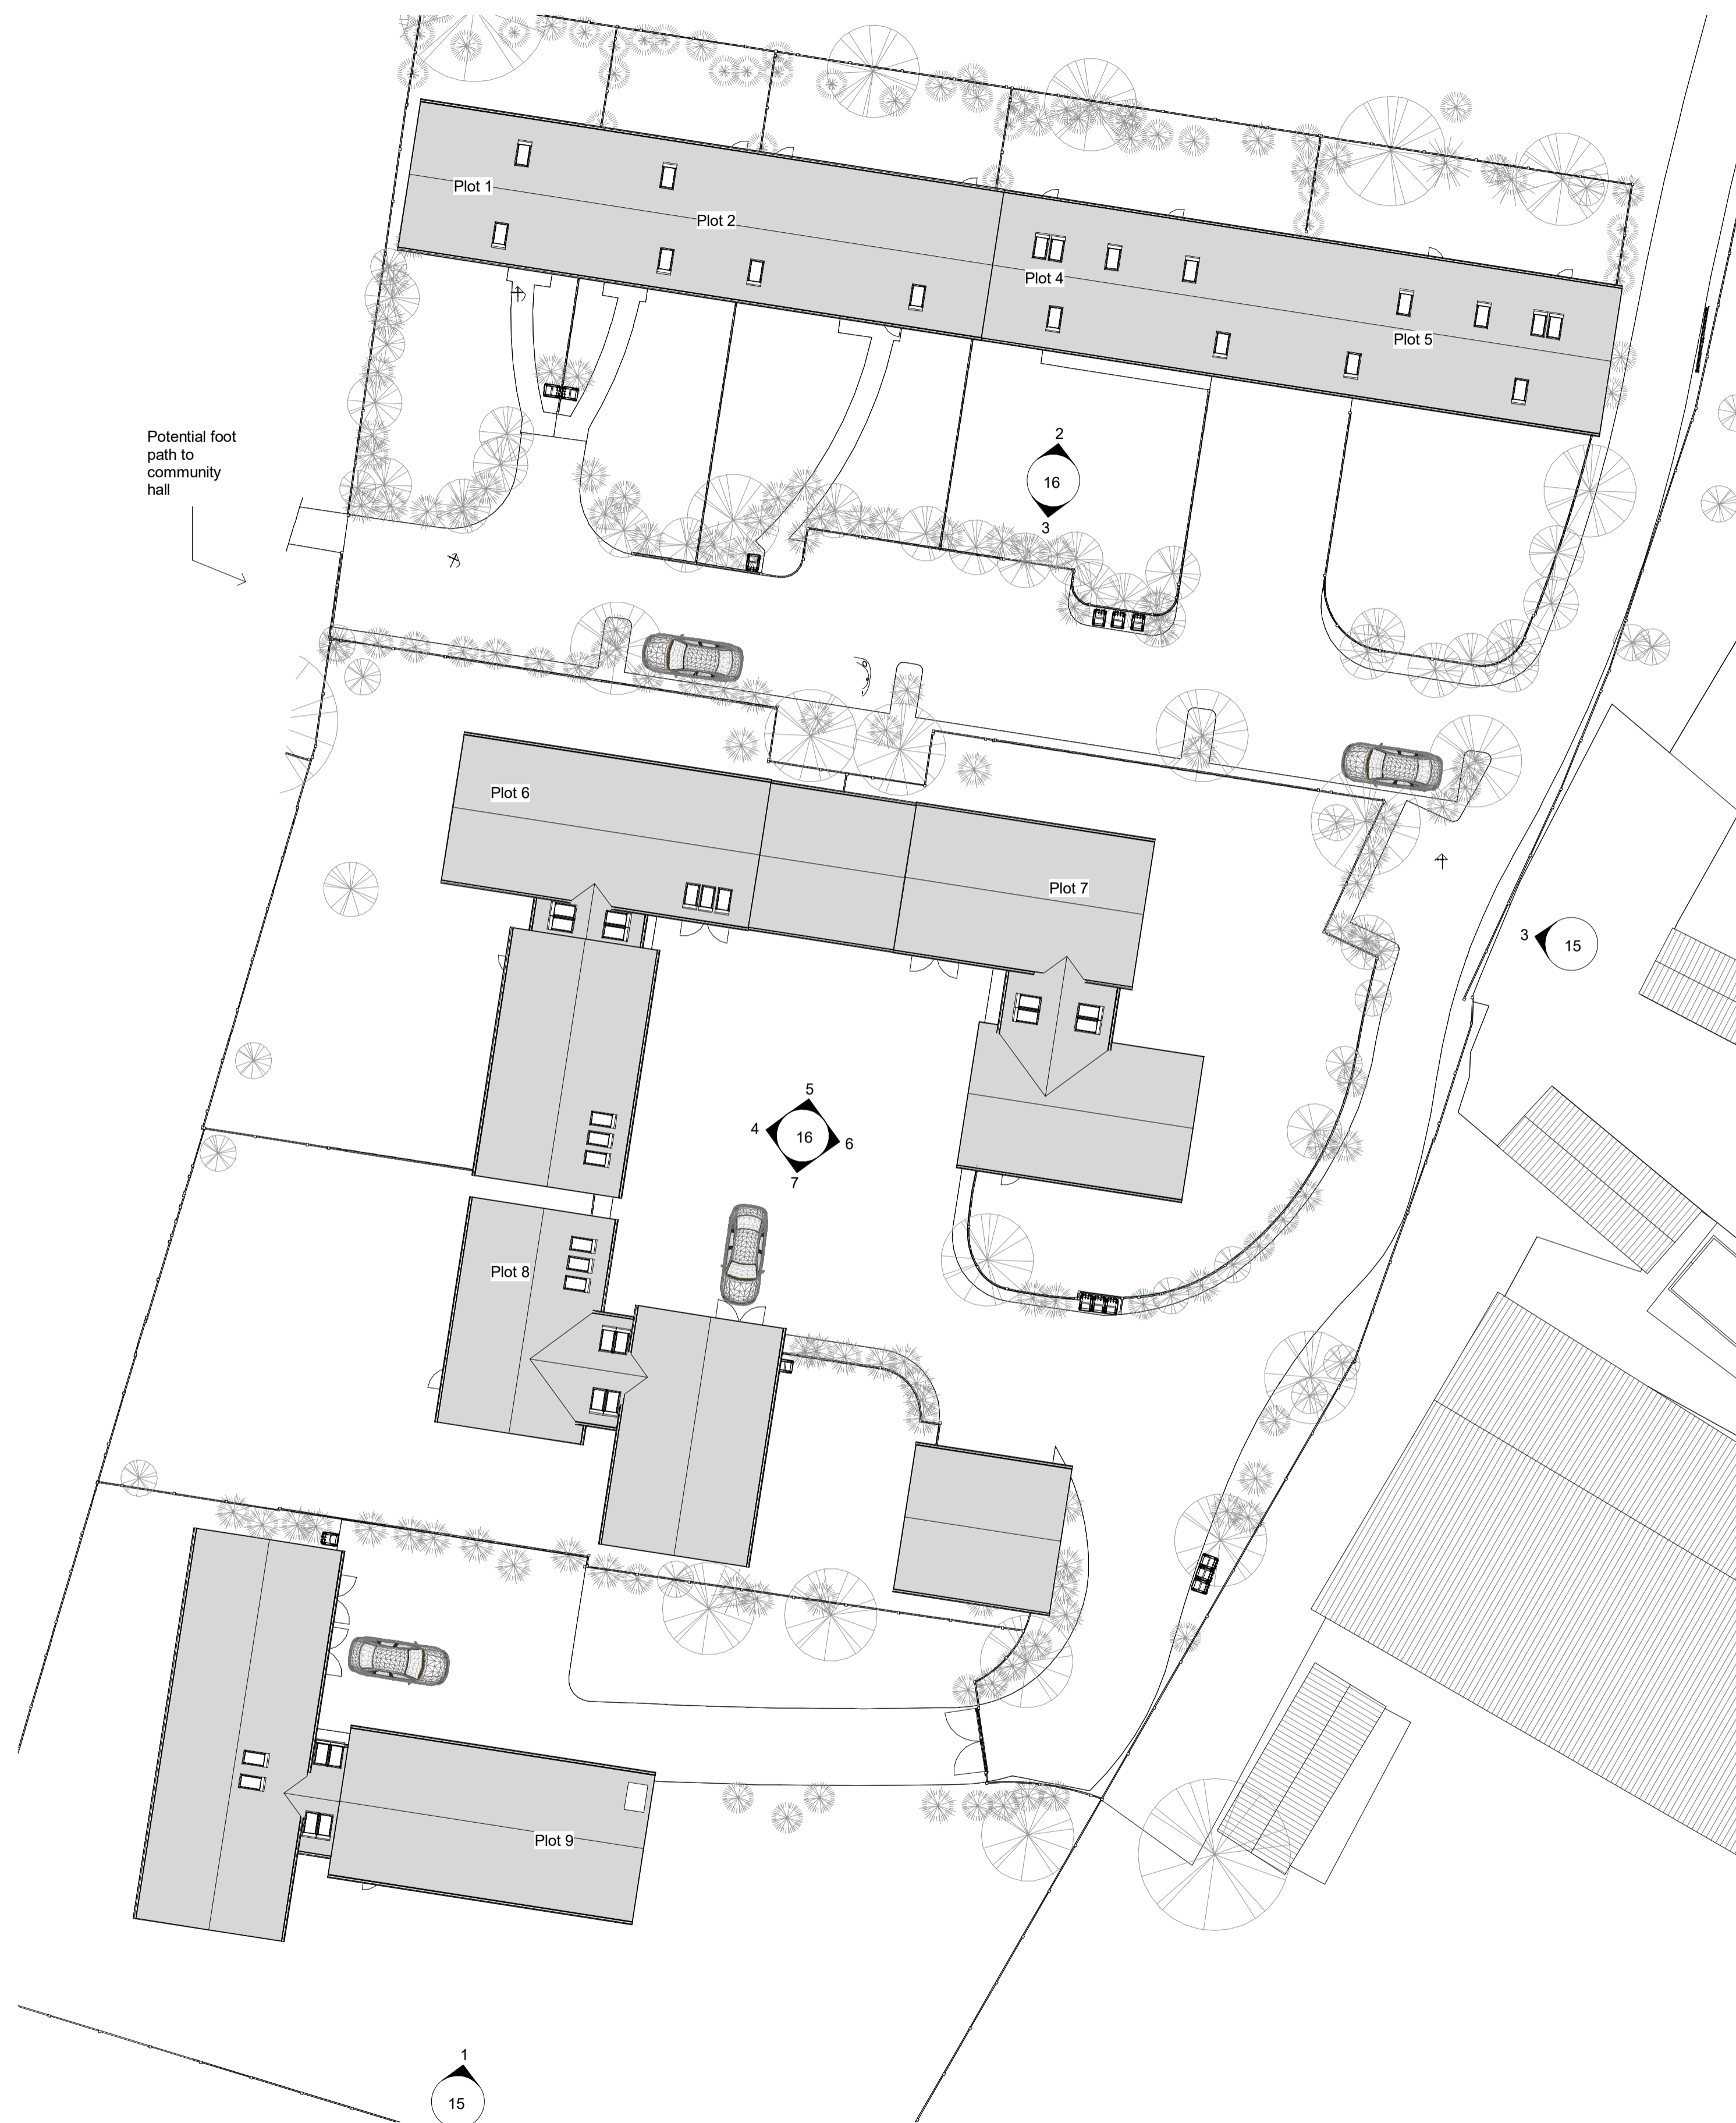 Plot 1
Plot 2
Plot 4
Plot 5
Potential foot
path to
community
hall
2
16
3
Plot 6
Plot 7
3
15
5
4
16
6
7
Plot 8
Plot 9
1
15